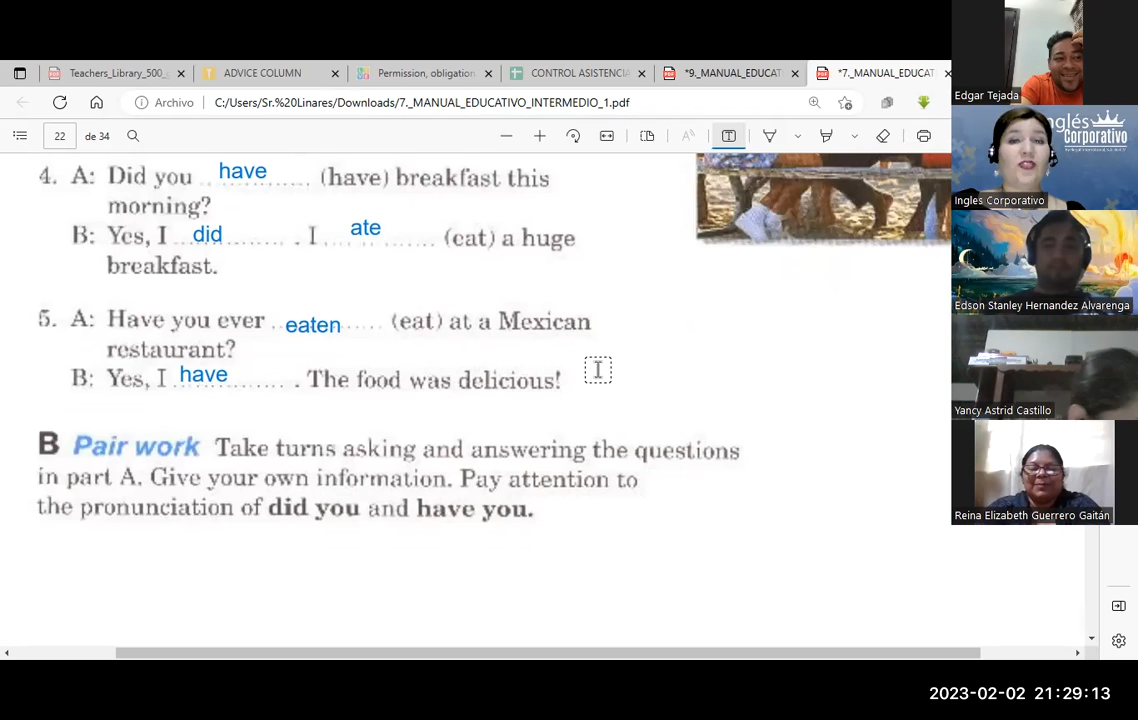 Teachers_Library_500_
ADVICE COLUMN
Permission, obligation
CONTROL ASISTENCIA
*9._MANUAL_EDUCAT
*7._MANUAL_EDUCAT
Archivo
C:/Users/Sr.%20Linares/Downloads/7._MANUAL_EDUCATIVO_INTERMEDIO_1.pdf
22 de 34
4. A: Did you have (have) breakfast this
morning?
B: Yes, I did . I ate (eat) a huge
breakfast.
5. A: Have you ever eaten (eat) at a Mexican
restaurant?
B: Yes, I have . The food was delicious!
B Pair work Take turns asking and answering the questions
in part A. Give your own information. Pay attention to
the pronunciation of did you and have you.
Edgar Tejada
Inglés
Corporativo
Ingles Corporativo
Edson Stanley Hernandez Alvarenga
Yancy Astrid Castillo
Reina Elizabeth Guerrero Gaitán
2023-02-02 21:29:13